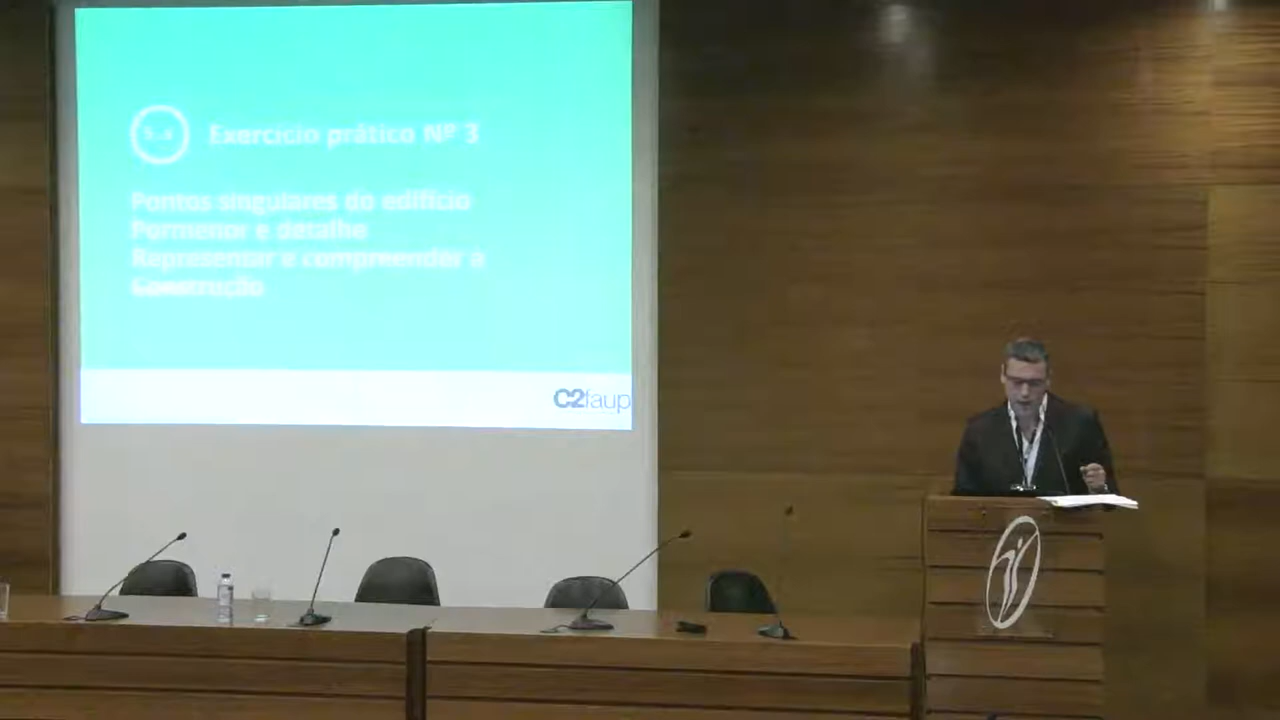 Exercício prático Nº 3
Pontos singulares do edifício
Pormenor e detalhe
Representar e compreender a
Construção
C2faup